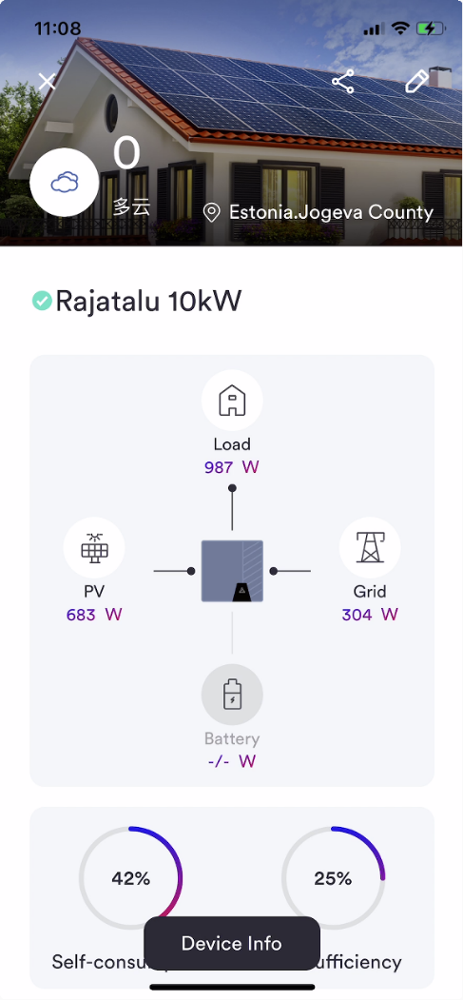 11:08
0
多云
Estonia.Jogeva County
Rajatalu 10kW
Load
987 W
PV
683 W
Grid
304 W
Battery
-/- W
42%
25%
Self-consu
ufficiency
Device Info